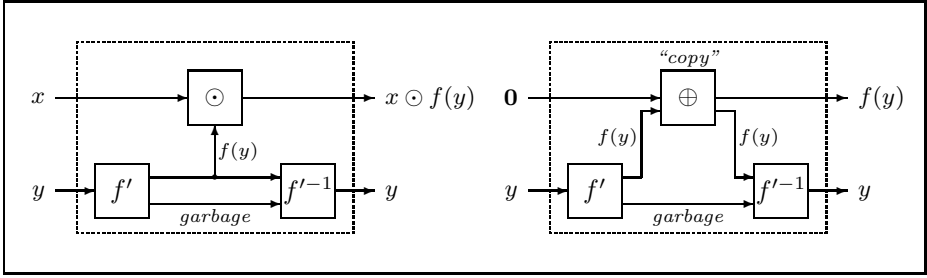 “copy”
x ⊙ x ⊙ f(y) 0 ⊕ f(y)
f(y) f(y) f(y)
y f′ f′−1 y y f′ f′−1 y
garbage garbage